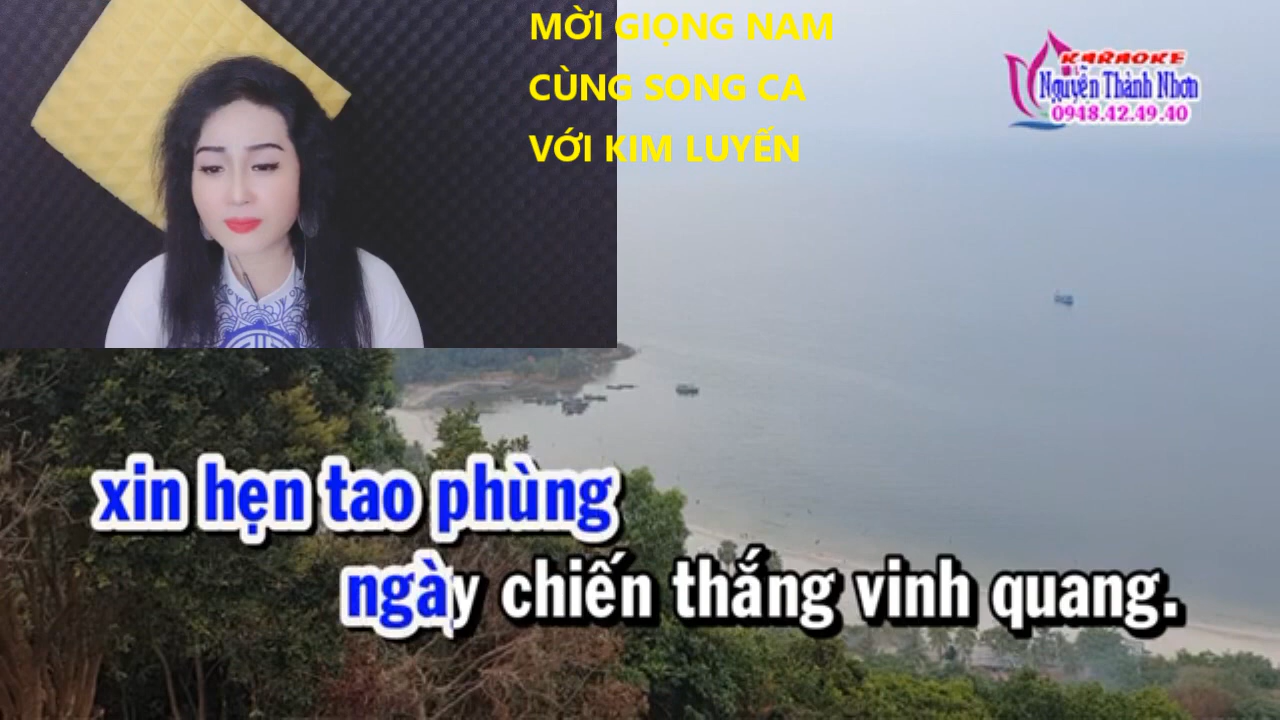 MỜI GIỌNG NAM
CÙNG SONG CA
VỚI KIM LUYẾN
KARAOKE
Nguyễn Thành Nhơn
0948.42.49.40
xin hẹn tao phùng
ngày chiến thắng vinh quang.